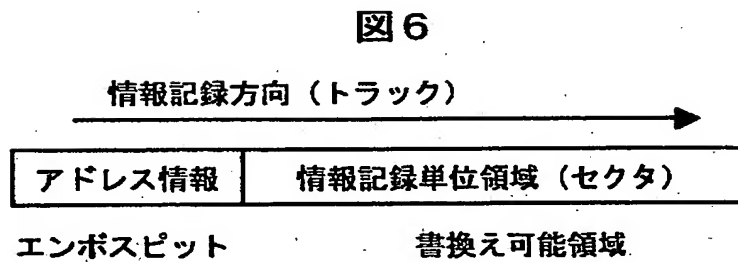 図６
情報記録方向（トラック）
アドレス情報 情報記録単位領域（セクタ）
エンボスピット 書換え可能領域